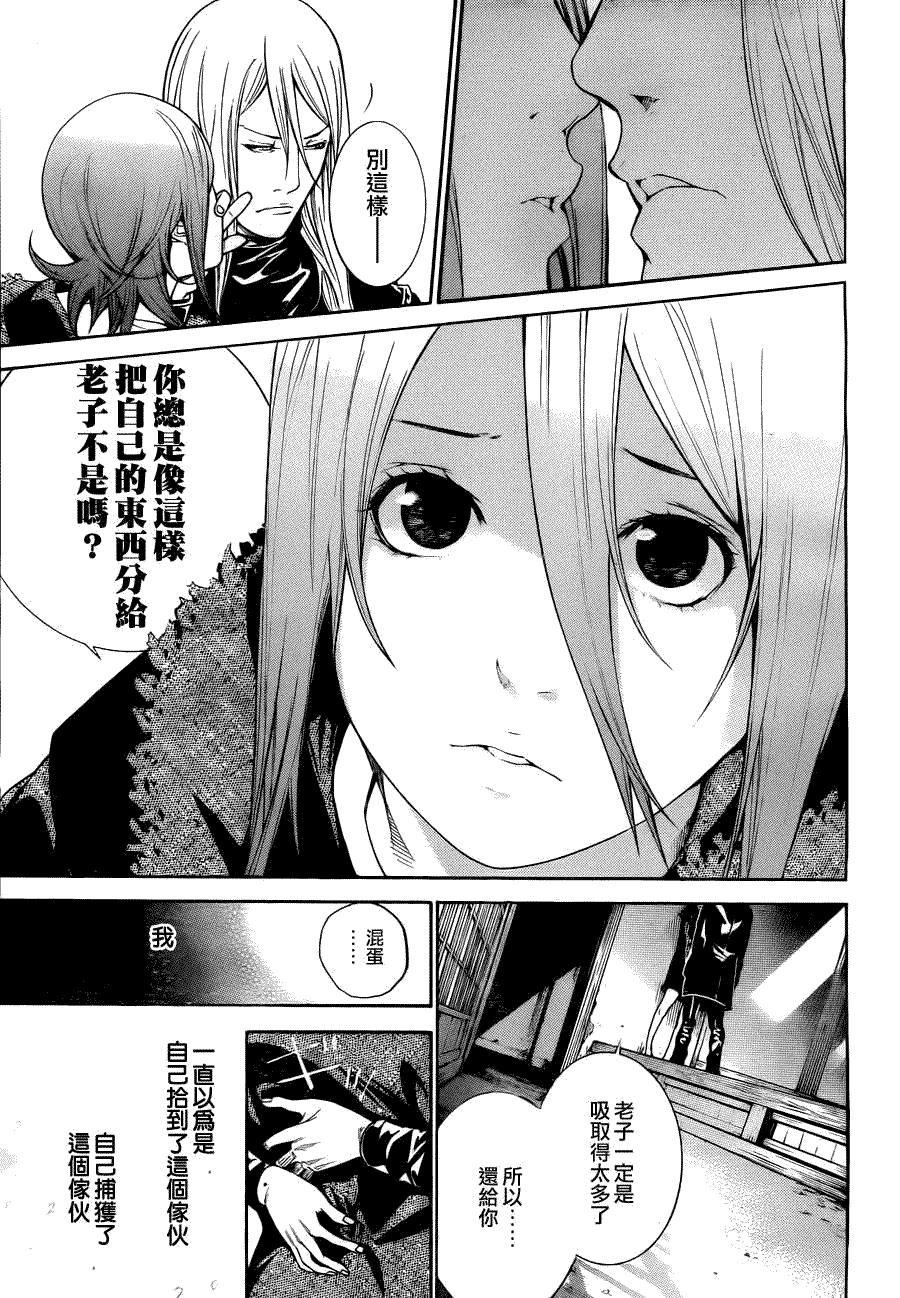 別這樣——
你總是像這樣
把自己的東西分給
老子不是嗎？
老子一定是
吸取得太多了
所以……
還給你
混蛋
……
我
一直以為是
自己拾到了這個傢伙
自己捕獲了
這個傢伙